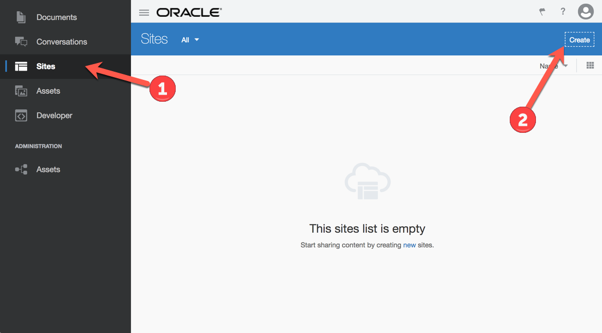 Documents
Conversations
Sites
Assets
Developer
ADMINISTRATION
Assets
ORACLE
?
Sites All
Create
1
2
This sites list is empty
Start sharing content by creating new sites.